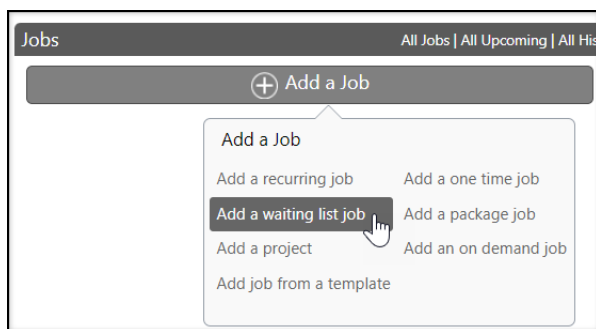 Jobs All Jobs | All Upcoming | All His
Add a Job
Add a Job
Add a recurring job Add a one time job
Add a waiting list job Add a package job
Add a project Add an on demand job
Add job from a template